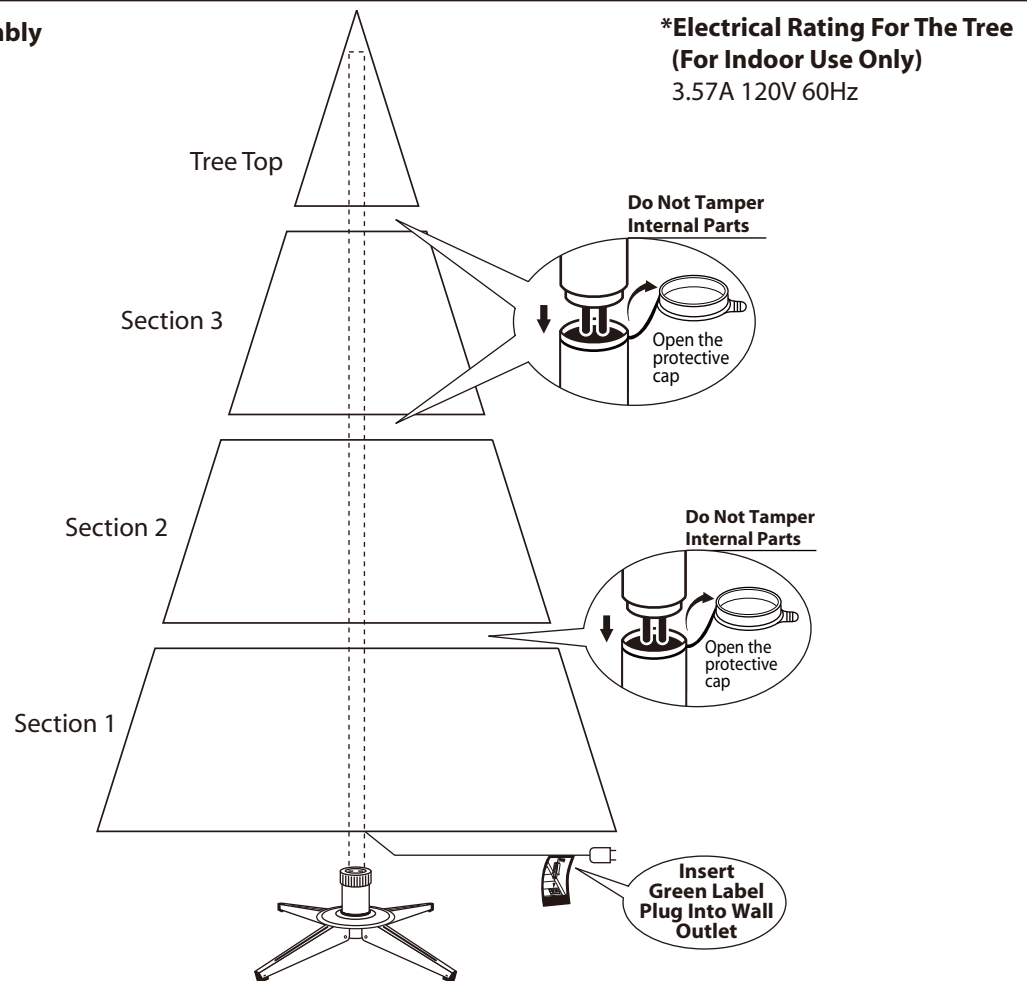 *Electrical Rating For The Tree
(For Indoor Use Only)
3.57A 120V 60Hz
Tree Top
Do Not Tamper
Internal Parts
Section 3
Open the
protective
cap
Section 2
Do Not Tamper
Internal Parts
Open the
protective
cap
Section 1
Insert
Green Label
Plug Into Wall
Outlet